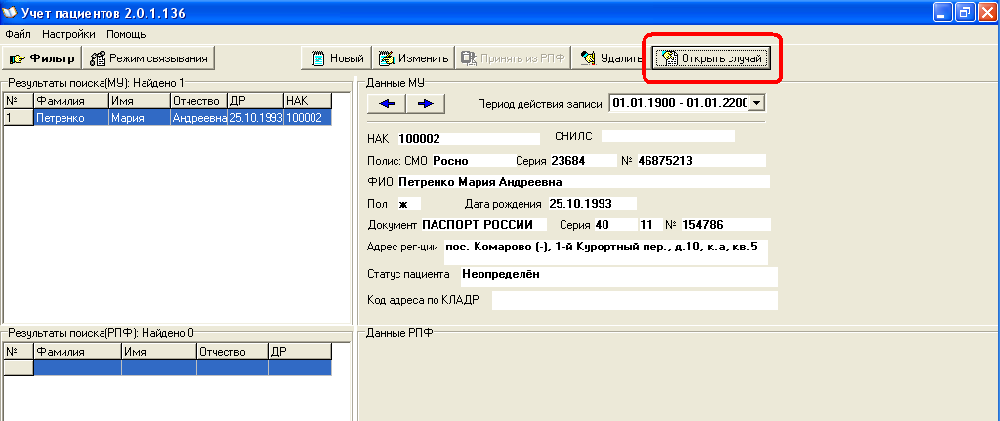 Учет пациентов 2.0.1.136
Файл Настройки Помощь
Фильтр Режим связывания Новый Изменить Принять из РПФ Удалить Открыть случай
Результаты поиска(МУ): Найдено 1
№ Фамилия Имя Отчество ДР НАК
1 Петренко Мария Андреевна 25.10.1993 100002
Данные МУ
Период действия записи 01.01.1900 - 01.01.2200
НАК 100002 СНИЛС
Полис: СМО Росно Серия 23684 № 46875213
ФИО Петренко Мария Андреевна
Пол ж Дата рождения 25.10.1993
Документ ПАСПОРТ РОССИИ Серия 40 11 № 154786
Адрес рег-ции пос. Комарово (-), 1-й Курортный пер., д.10, к.а, кв.5
Статус пациента Неопределён
Код адреса по КЛАДР
Результаты поиска(РПФ): Найдено 0
№ Фамилия Имя Отчество ДР
Данные РПФ